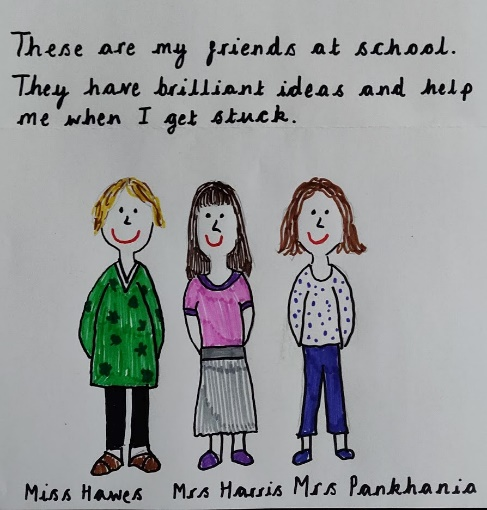 These are my friends at school.
They have brilliant ideas and help
me when I get stuck.
Miss Hawes Mrs Harris Mrs Pankhania